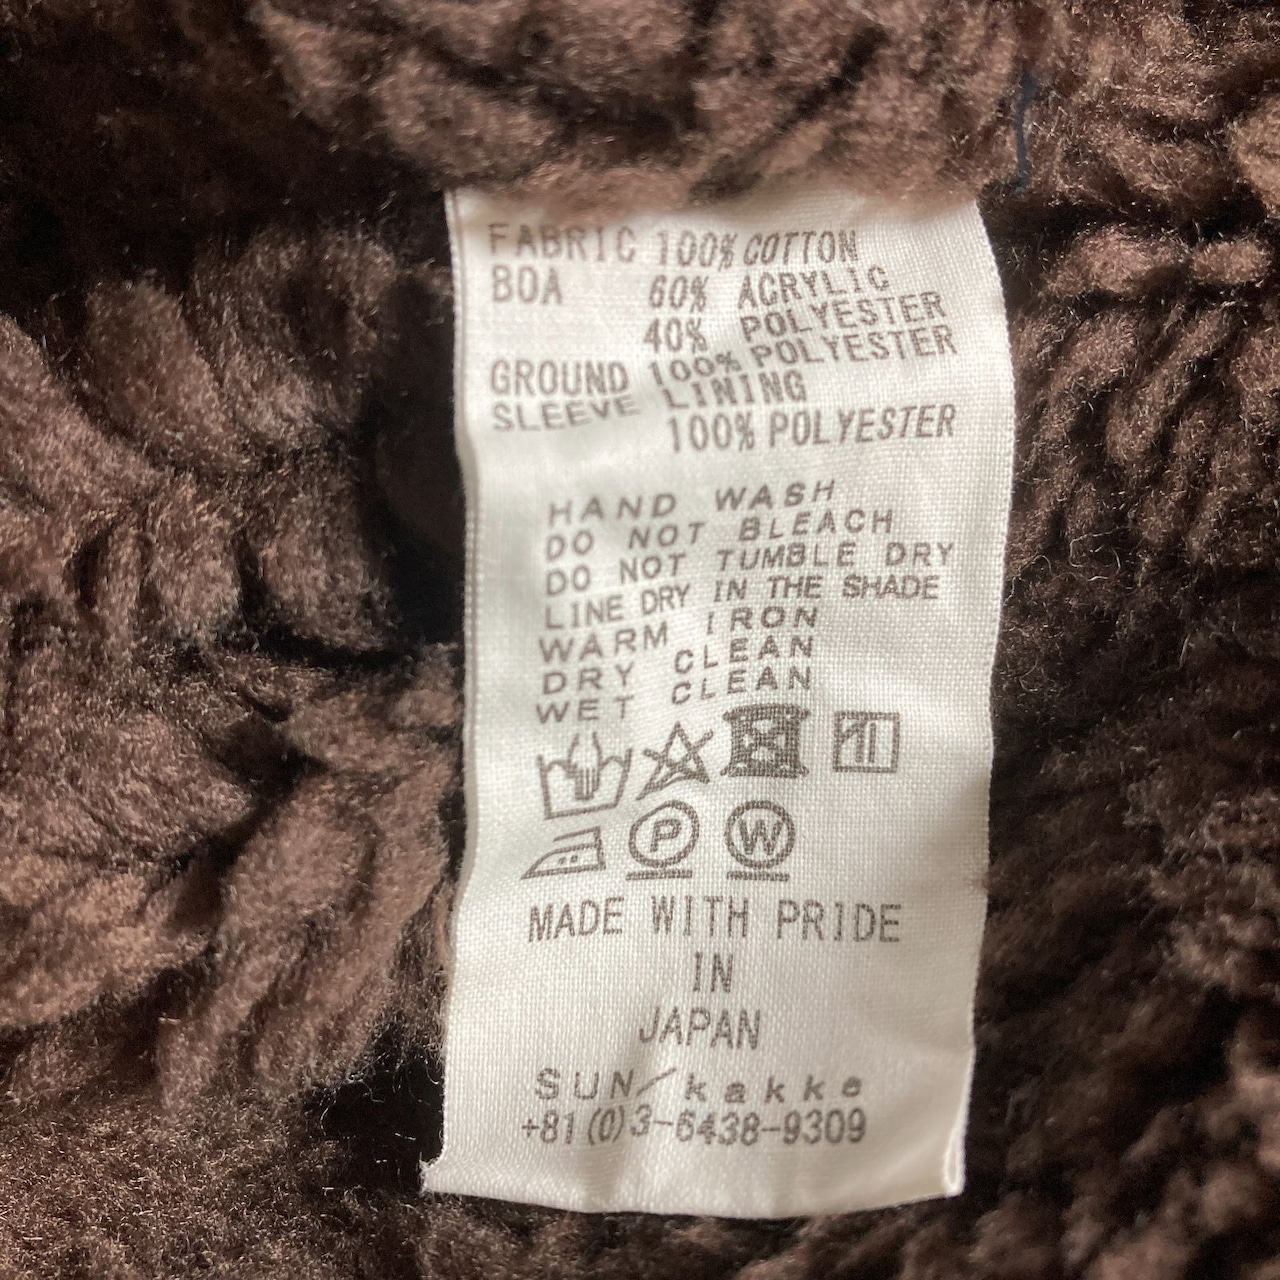 FABRIC 100% COTTON
BOA 60% ACRYLIC
40% POLYESTER
GROUND 100% POLYESTER
SLEEVE LINING
100% POLYESTER
HAND WASH
DO NOT BLEACH
DO NOT TUMBLE DRY
LINE DRY IN THE SHADE
WARM IRON
DRY CLEAN
WET CLEAN
P W
MADE WITH PRIDE
IN
JAPAN
SUN/kakke
+81(0)3-6438-9309